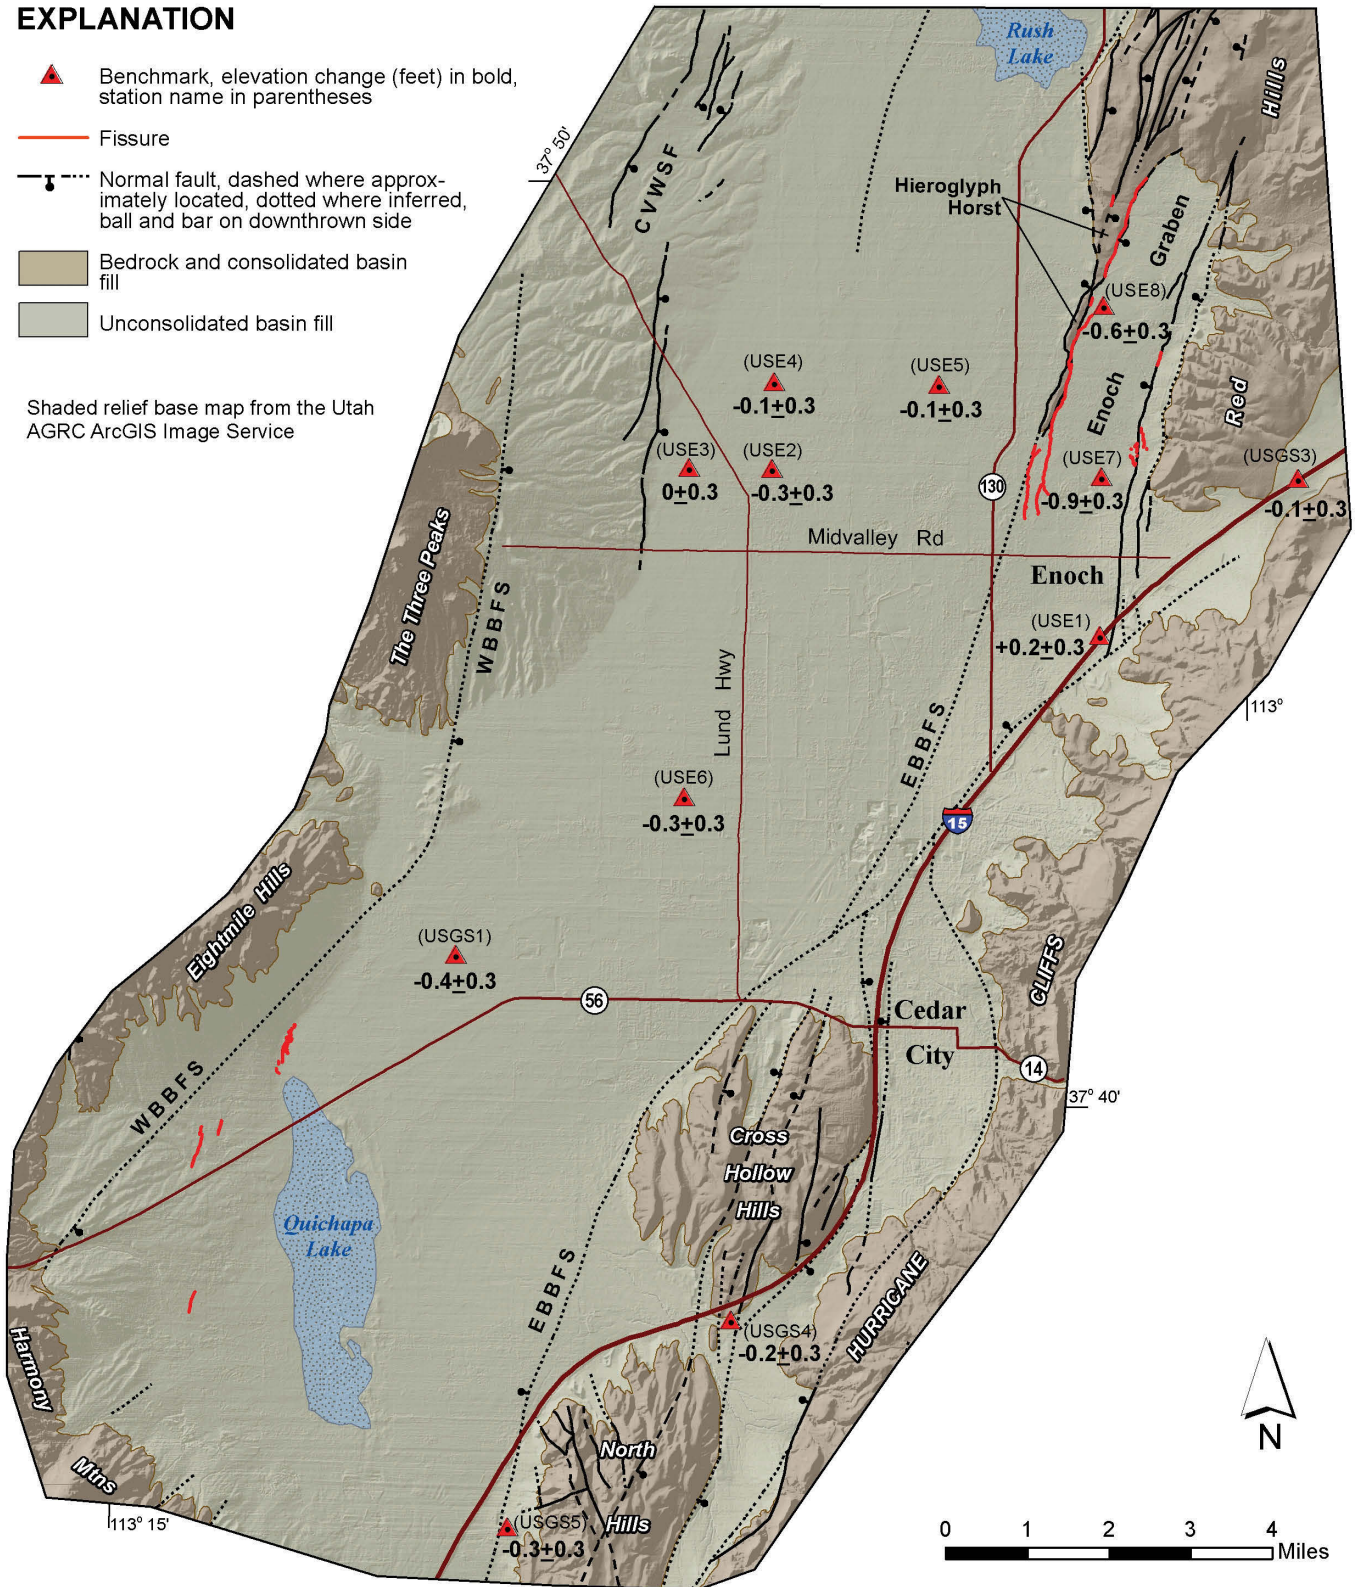 EXPLANATION
Benchmark, elevation change (feet) in bold,
station name in parentheses
Fissure
Normal fault, dashed where approx-
imately located, dotted where inferred,
ball and bar on downthrown side
Bedrock and consolidated basin
fill
Unconsolidated basin fill
Shaded relief base map from the Utah
AGRC ArcGIS Image Service
Rush
Lake
Hills
37° 50'
CVWSF
Hieroglyph
Horst
Graben
(USE8)
-0.6±0.3
(USE4)
-0.1±0.3
(USE5)
-0.1±0.3
Enoch
Red
(USE3)
0±0.3
(USE2)
-0.3±0.3
(USE7)
-0.9±0.3
(USGS3)
-0.1±0.3
130
Midvalley Rd
The Three Peaks
WBBFS
Enoch
(USE1)
+0.2±0.3
Lund Hwy
EBBFS
113°
(USE6)
-0.3±0.3
15
Eightmile Hills
(USGS1)
-0.4±0.3
56
CLIFFS
Cedar
City
14
37° 40'
WBBFS
Cross
Hollow
Hills
Quichapa
Lake
EBBFS
HURRICANE
(USGS4)
-0.2±0.3
Harmony
Mtns
North
Hills
113° 15'
(USGS5)
-0.3±0.3
N
0 1 2 3 4
Miles